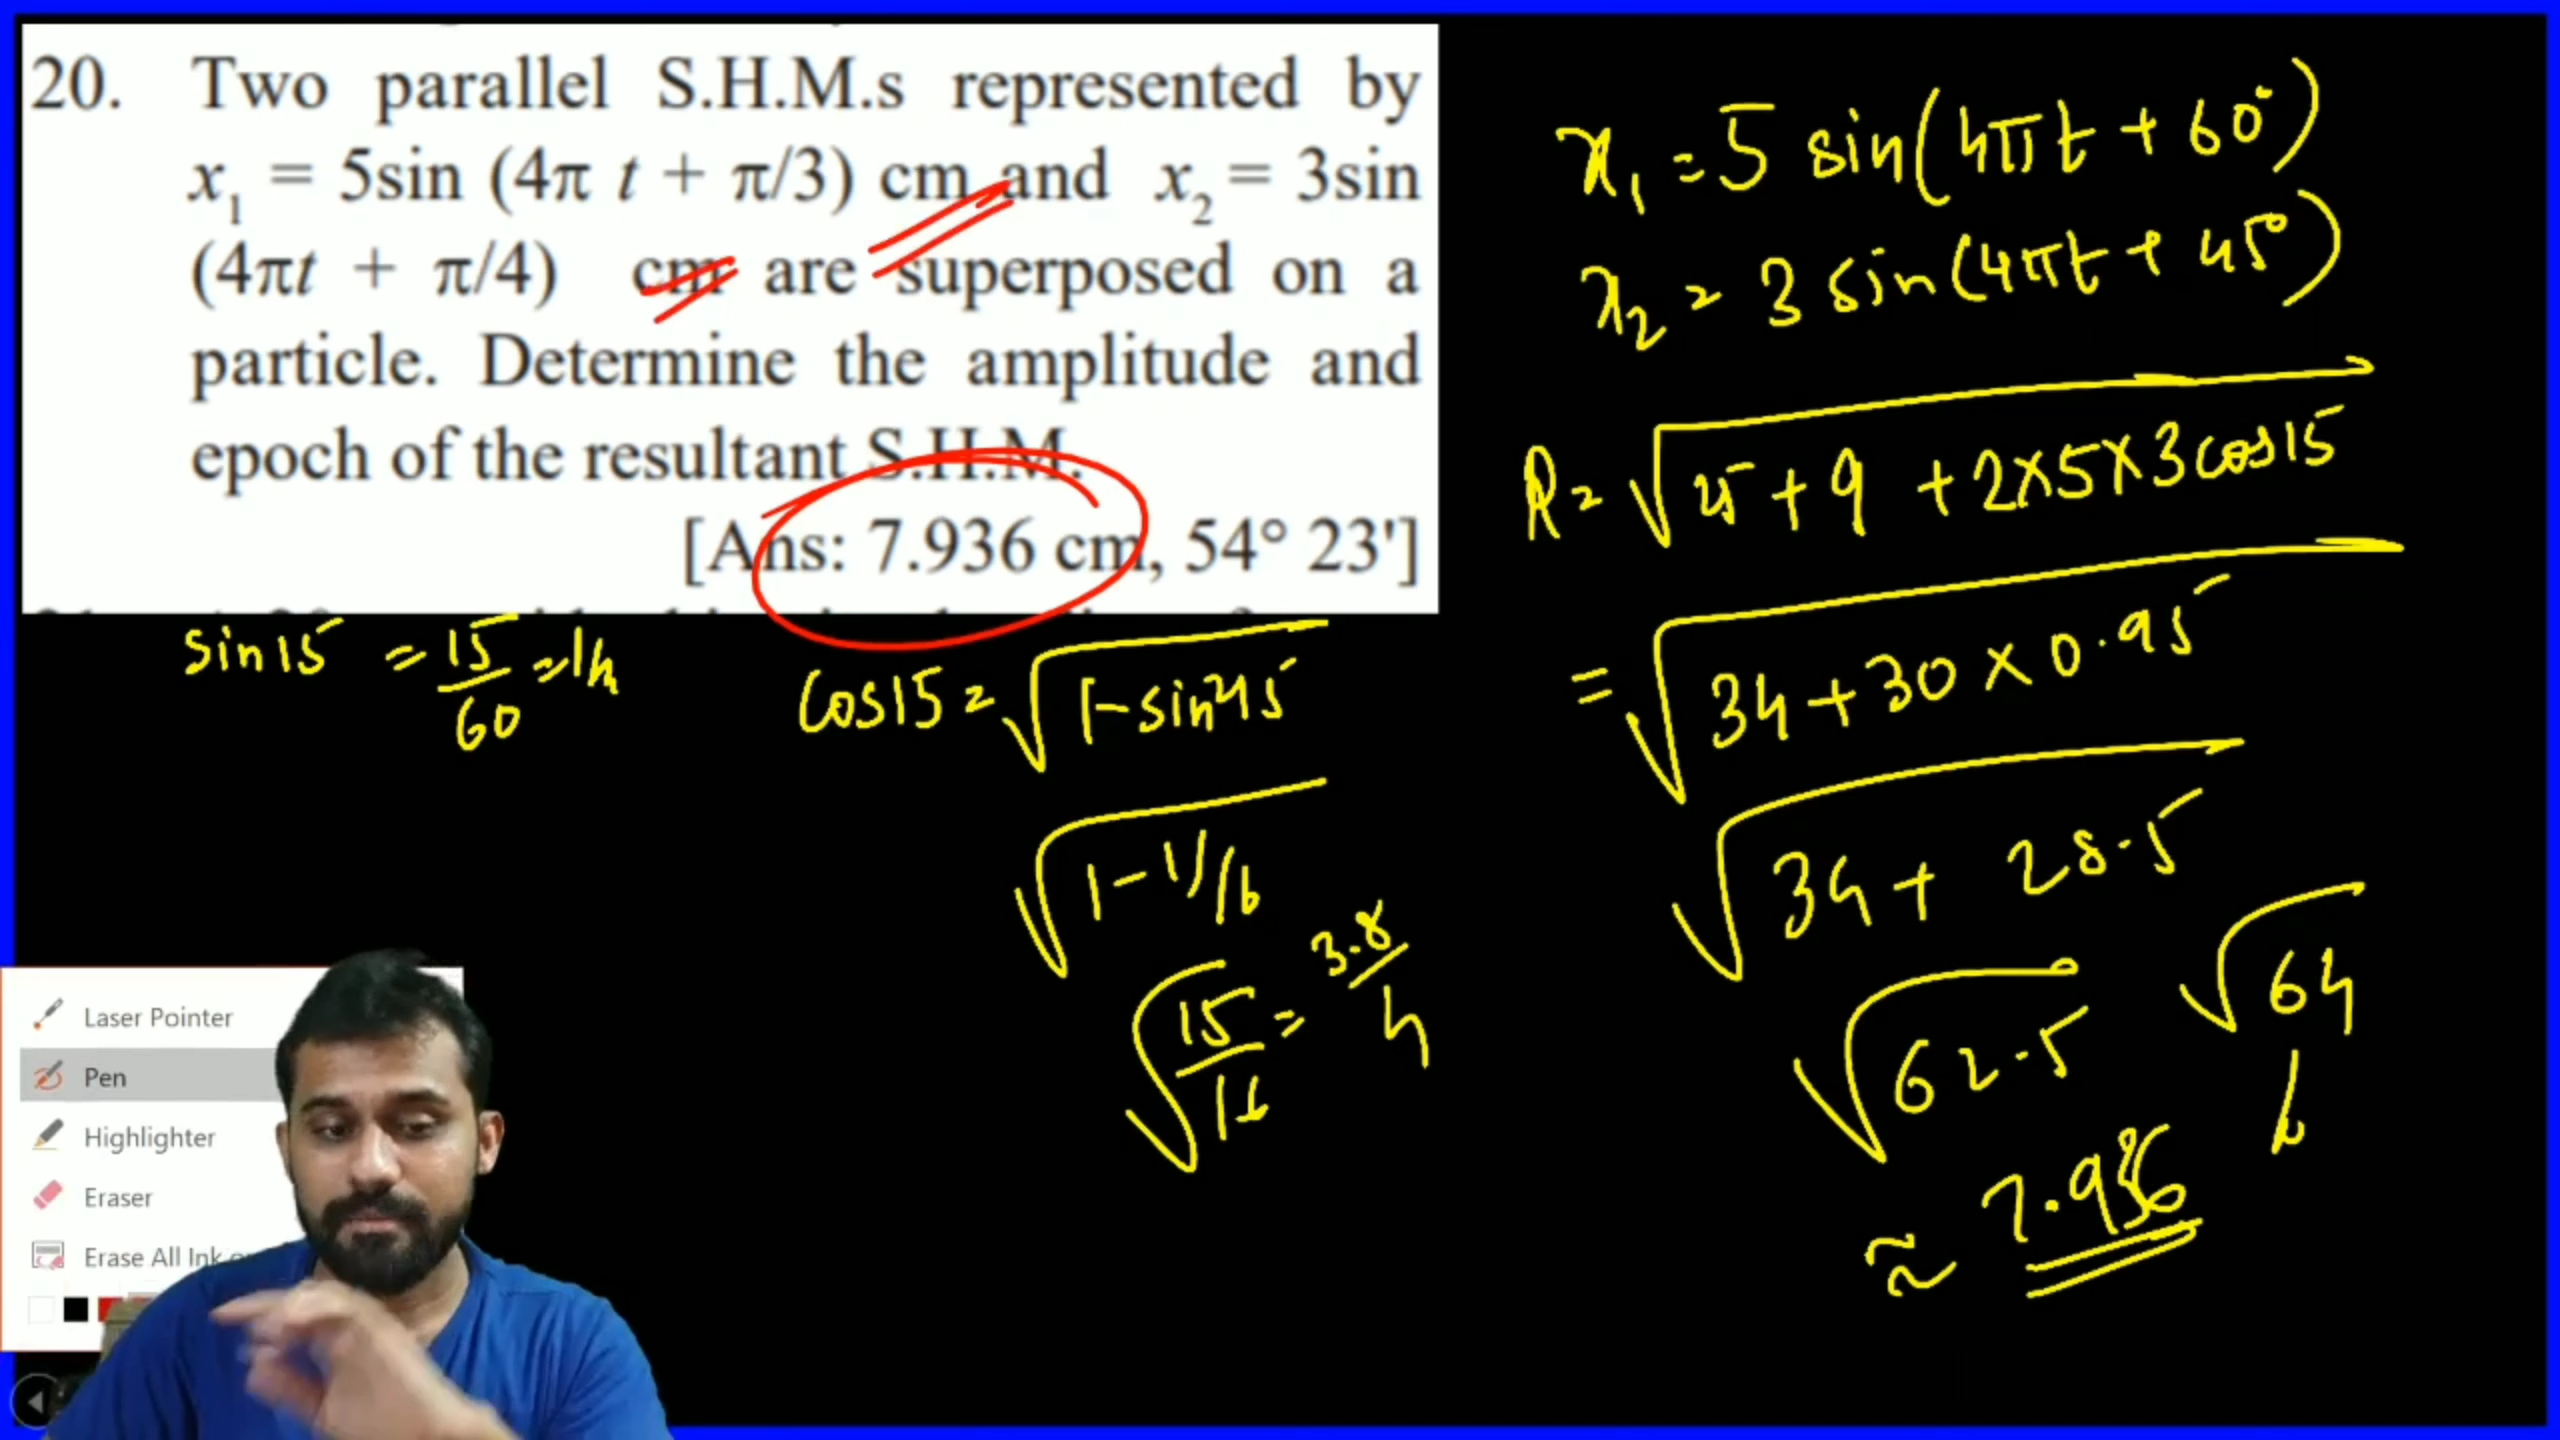 20. Two parallel S.H.M.s represented by
x₁ = 5sin (4π t + π/3) cm and x₂ = 3sin
(4πt + π/4) cm are superposed on a
particle. Determine the amplitude and
epoch of the resultant S.H.M.
[Ans: 7.936 cm, 54° 23']
sin15 = 15/60 = 1/4
cos15 = √(1-sin²15)
√(1-1/16)
√(15/16) = 3.8/4
x₁ = 5 sin(4πt + 60°)
x₂ = 3 sin(4πt + 45°)
R = √(25+9+2×5×3cos15)
= √(34+30×0.95)
√(34+28.5)
√62.5
√64
≈ 7.936
Laser Pointer
Pen
Highlighter
Eraser
Erase All Ink